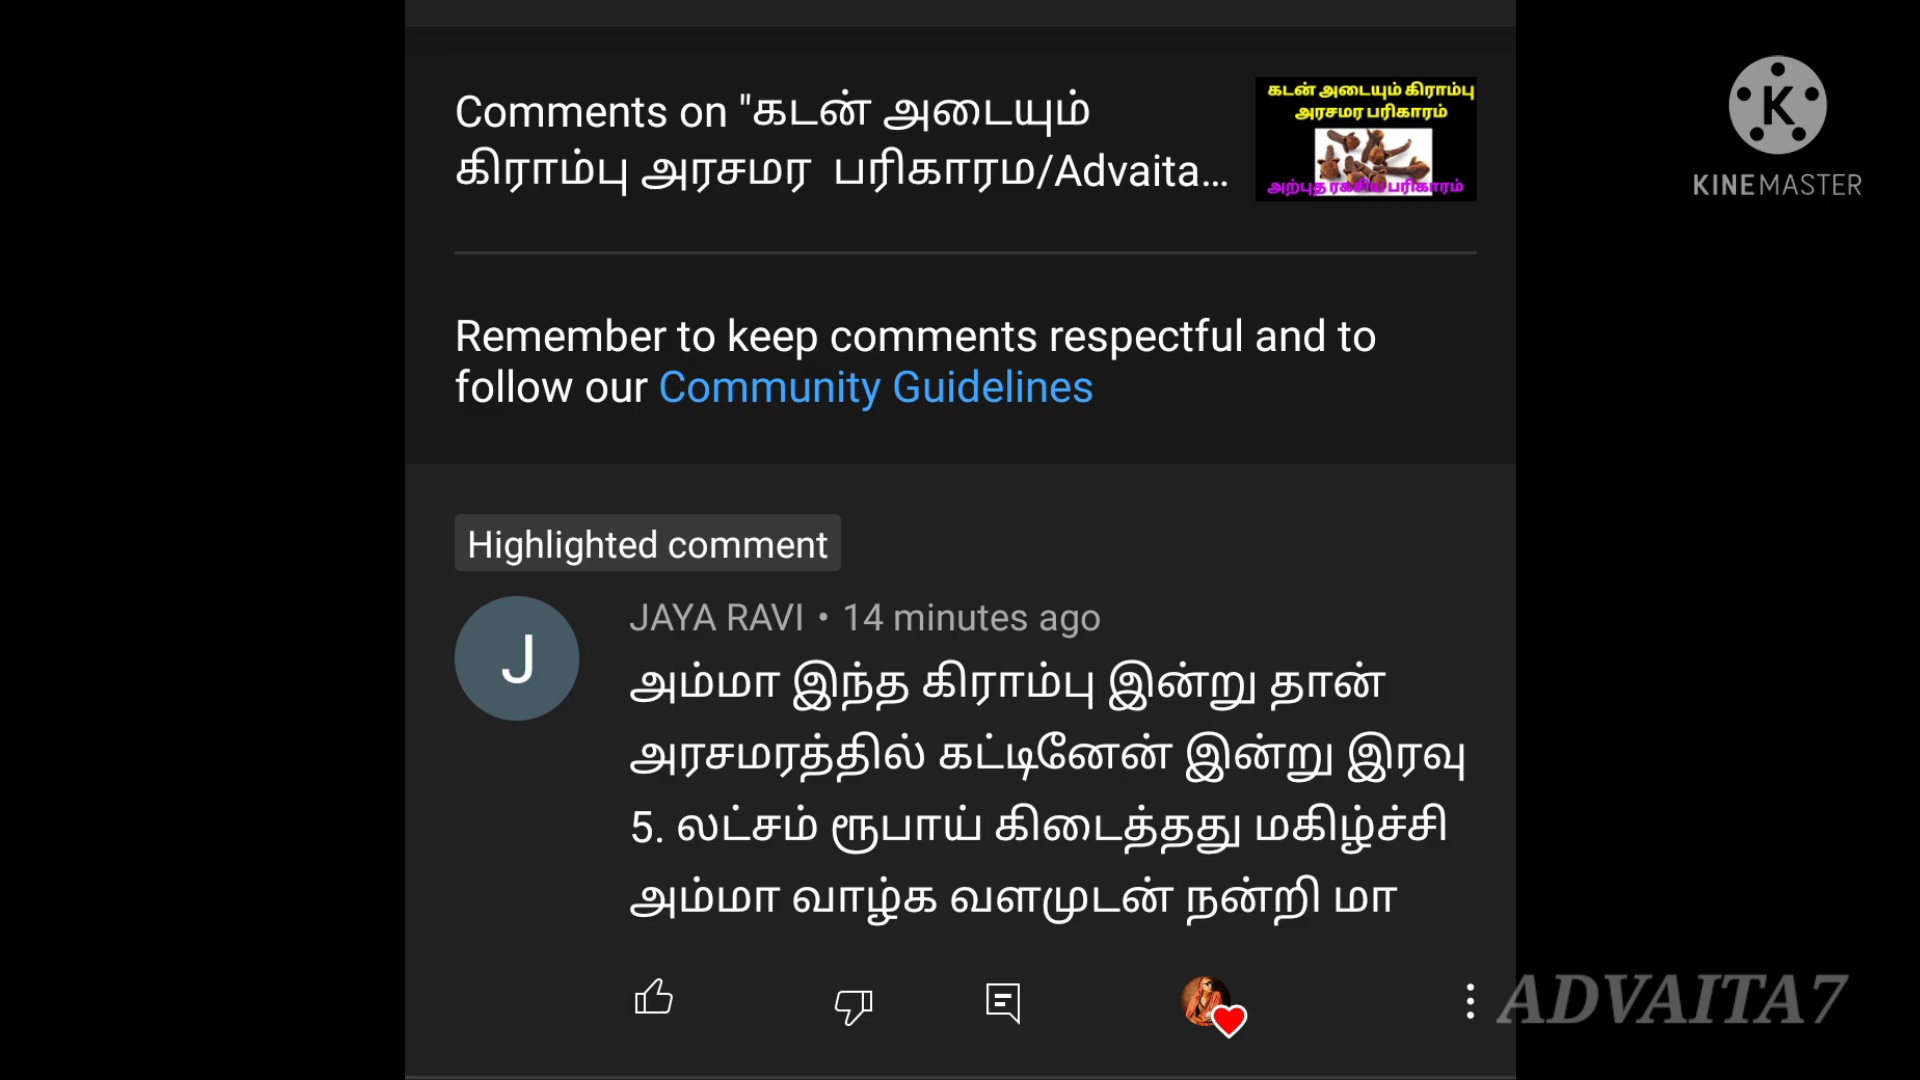 Comments on "கடன் அடையும்
கிராம்பு அரசமர பரிகாரம/Advaita...
கடன் அடையும் கிராம்பு
அரசமர பரிகாரம்
அற்புத ரகசிய பரிகாரம்
K
KINEMASTER
Remember to keep comments respectful and to
follow our Community Guidelines
Highlighted comment
J
JAYA RAVI • 14 minutes ago
அம்மா இந்த கிராம்பு இன்று தான்
அரசமரத்தில் கட்டினேன் இன்று இரவு
5. லட்சம் ரூபாய் கிடைத்தது மகிழ்ச்சி
அம்மா வாழ்க வளமுடன் நன்றி மா
ADVAITA7